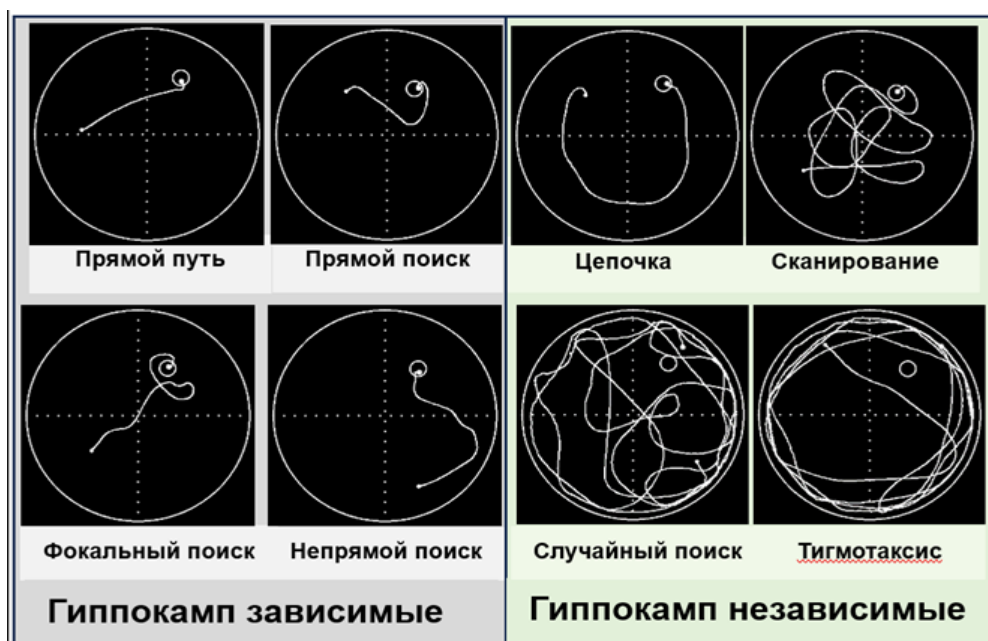 Прямой путь
Прямой поиск
Цепочка
Сканирование
Фокальный поиск
Непрямой поиск
Случайный поиск
Тигмотаксис
Гиппокамп зависимые
Гиппокамп независимые